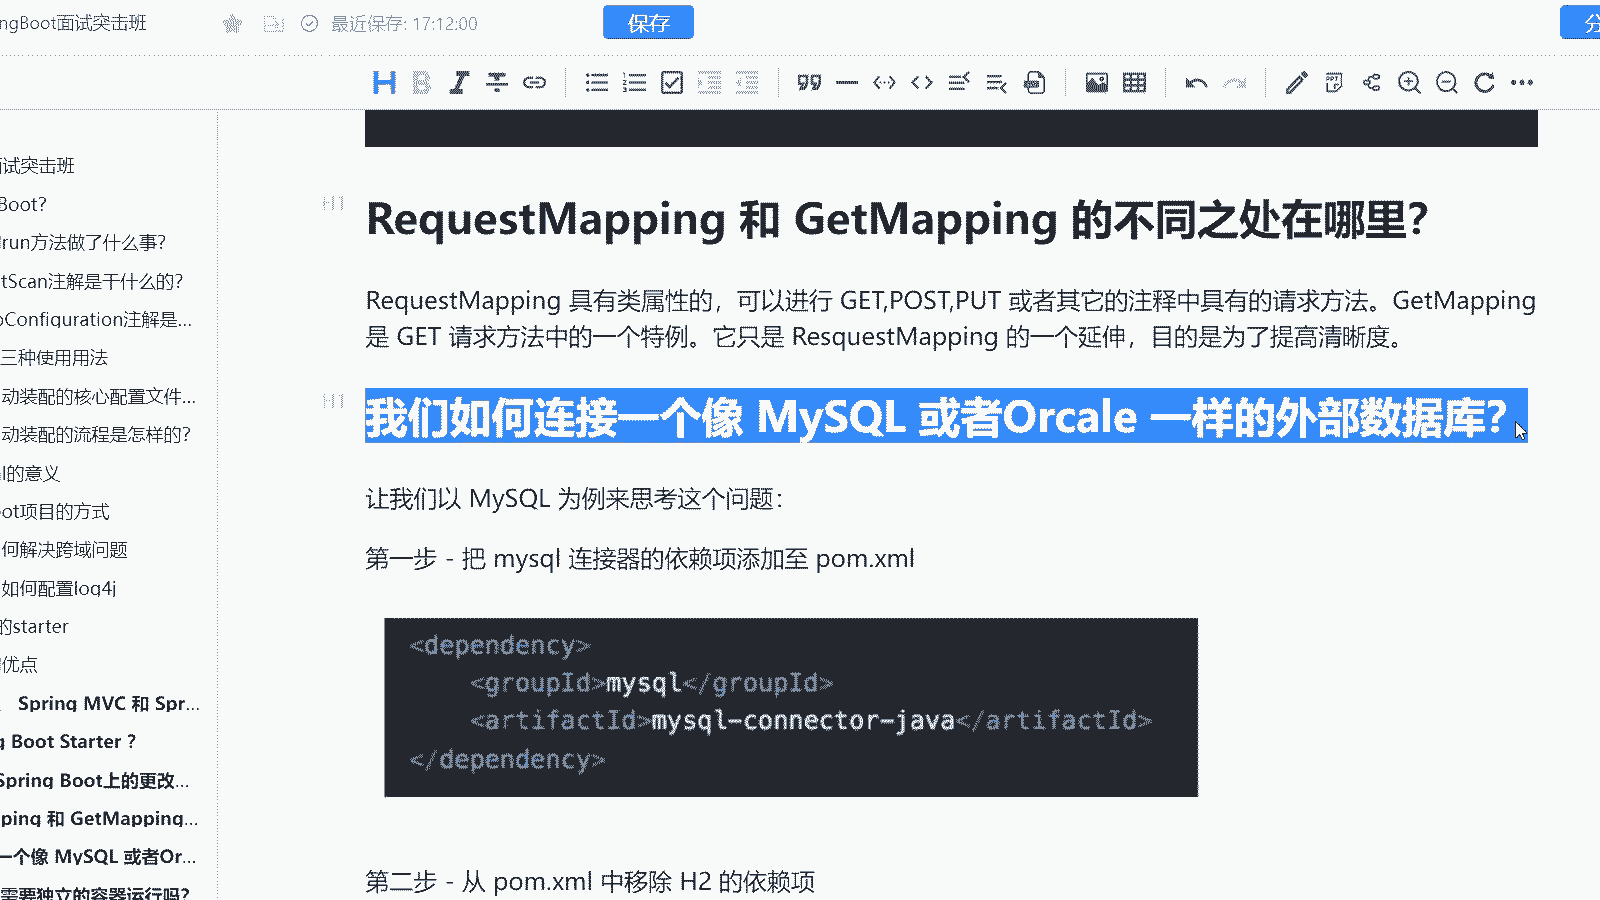 ngBoot面试突击班
最近保存: 17:12:00
保存
分
面试突击班
Boot?
run方法做了什么事?
tScan注解是干什么的?
oConfiguration注解是...
三种使用用法
动装配的核心配置文件...
动装配的流程是怎样的?
l的意义
ot项目的方式
何解决跨域问题
如何配置log4j
的starter
优点
、 Spring MVC 和 Spr...
g Boot Starter ?
Spring Boot上的更改...
ping 和 GetMapping...
一个像 MySQL 或者Or...
需要独立的容器运行吗?
H1
RequestMapping 和 GetMapping 的不同之处在哪里?
RequestMapping 具有类属性的，可以进行 GET,POST,PUT 或者其它的注释中具有的请求方法。GetMapping
是 GET 请求方法中的一个特例。它只是 ResquestMapping 的一个延伸，目的是为了提高清晰度。
H1
我们如何连接一个像 MySQL 或者Orcale 一样的外部数据库?
让我们以 MySQL 为例来思考这个问题：
第一步 - 把 mysql 连接器的依赖项添加至 pom.xml
<dependency>
<groupId>mysql</groupId>
<artifactId>mysql-connector-java</artifactId>
</dependency>
第二步 - 从 pom.xml 中移除 H2 的依赖项